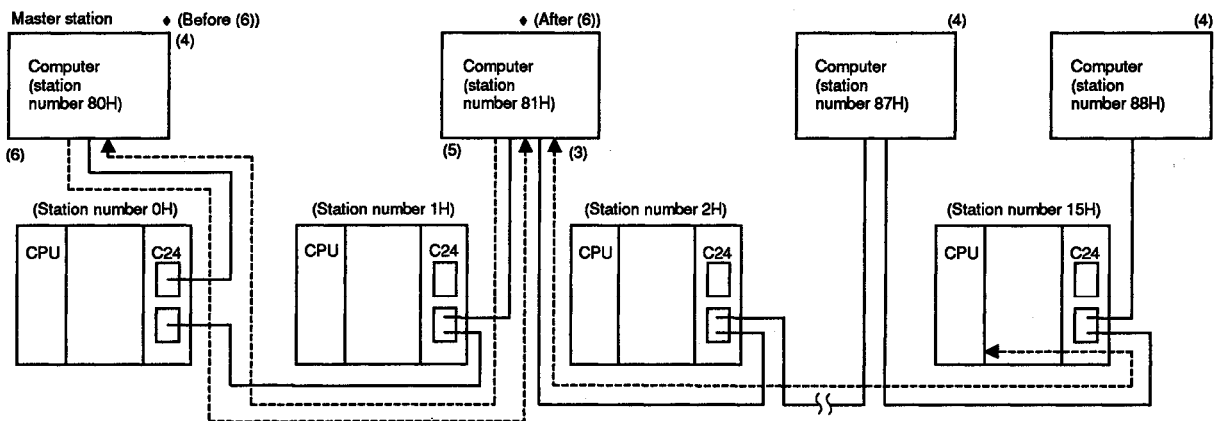 Master station
♦ (Before (6))
(4)
♦ (After (6))
(4)
(4)
Computer
(station
number 80H)
Computer
(station
number 81H)
Computer
(station
number 87H)
Computer
(station
number 88H)
(6)
(5)
(3)
(Station number 0H)
(Station number 1H)
(Station number 2H)
(Station number 15H)
CPU
C24
CPU
C24
CPU
C24
CPU
C24